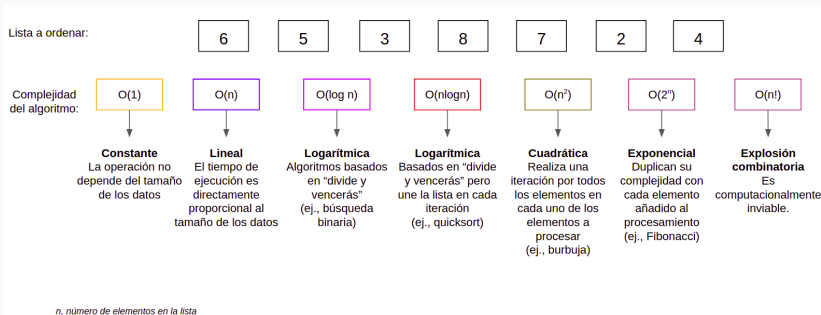 Lista a ordenar:
6 5 3 8 7 2 4
Complejidad
del algoritmo:
O(1) O(n) O(log n) O(nlogn) O(n²) O(2ⁿ) O(n!)
Constante
La operación no
depende del tamaño
de los datos
Lineal
El tiempo de
ejecución es
directamente
proporcional al
tamaño de los datos
Logarítmica
Algoritmos basados
en “divide y
vencerás”
(ej., búsqueda
binaria)
Logarítmica
Basados en “divide y
vencerás” pero
une la lista en cada
iteración
(ej., quicksort)
Cuadrática
Realiza una
iteración por todos
los elementos en
cada uno de los
elementos a
procesar
(ej., burbuja)
Exponencial
Duplican su
complejidad con
cada elemento
añadido al
procesamiento
(ej., Fibonacci)
Explosión
combinatoria
Es
computacionalmente
inviable.
n. número de elementos en la lista